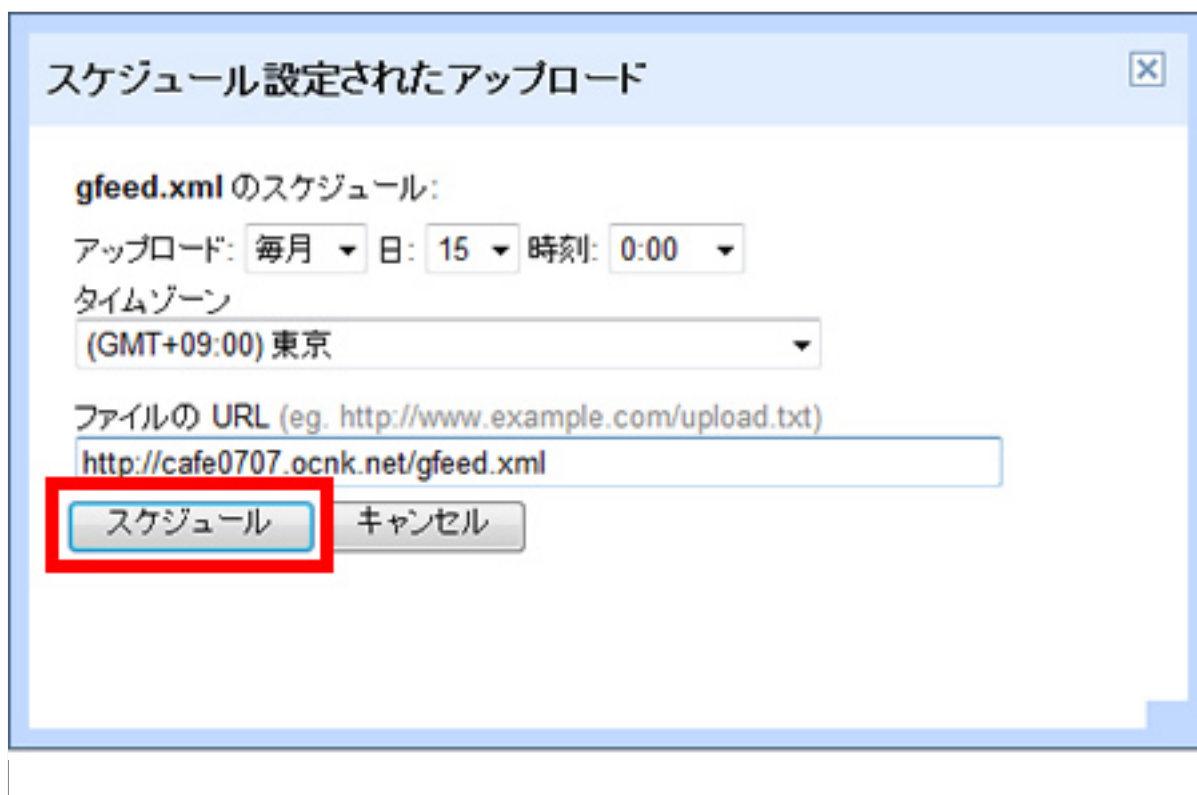 スケジュール設定されたアップロード
gfeed.xml のスケジュール:
アップロード: 毎月 日: 15 時刻: 0:00
タイムゾーン
(GMT+09:00) 東京
ファイルの URL (eg. http://www.example.com/upload.txt)
http://cafe0707.ocnk.net/gfeed.xml
スケジュール キャンセル